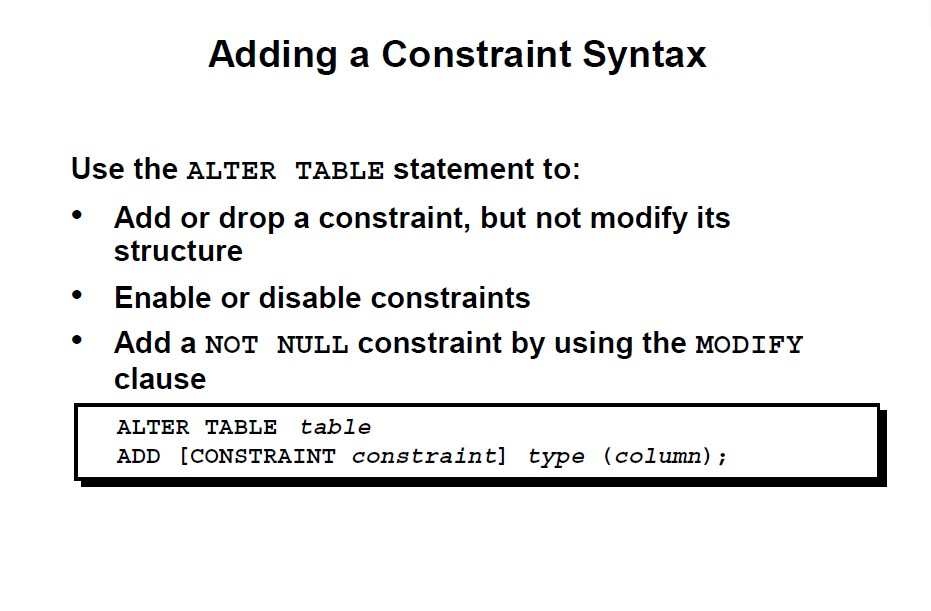 Adding a Constraint Syntax
Use the ALTER TABLE statement to:
• Add or drop a constraint, but not modify its
structure
• Enable or disable constraints
• Add a NOT NULL constraint by using the MODIFY
clause
ALTER TABLE table
ADD [CONSTRAINT constraint] type (column);